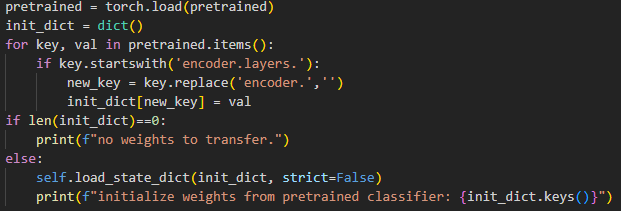 pretrained = torch.load(pretrained)
init_dict = dict()
for key, val in pretrained.items():
    if key.startswith('encoder.layers.'):
        new_key = key.replace('encoder.','')
        init_dict[new_key] = val
if len(init_dict)==0:
    print(f"no weights to transfer.")
else:
    self.load_state_dict(init_dict, strict=False)
    print(f"initialize weights from pretrained classifier: {init_dict.keys()}")